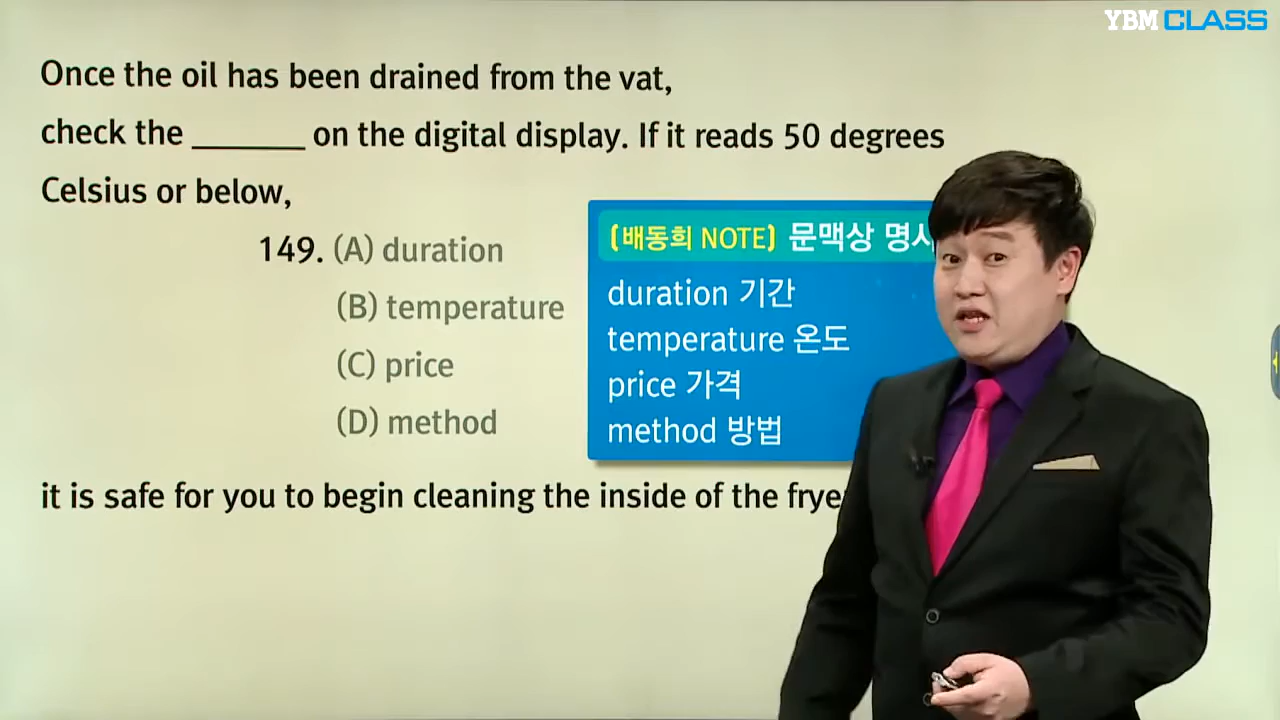 YBM CLASS
Once the oil has been drained from the vat,
check the ______ on the digital display. If it reads 50 degrees
Celsius or below,
149. (A) duration
(B) temperature
(C) price
(D) method
(배동희 NOTE) 문맥상
duration 기간
temperature 온도
price 가격
method 방법
it is safe for you to begin cleaning the inside of the